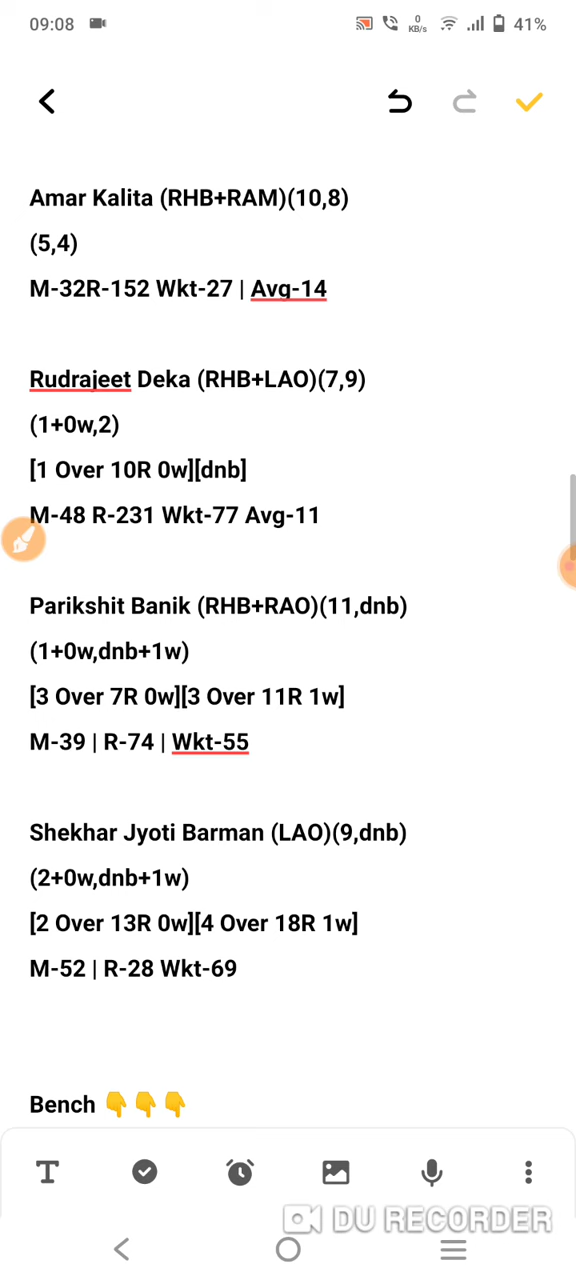 09:08
0
KB/s
41%
Amar Kalita (RHB+RAM)(10,8)
(5,4)
M-32R-152 Wkt-27 | Avg-14
Rudrajeet Deka (RHB+LAO)(7,9)
(1+0w,2)
[1 Over 10R 0w][dnb]
M-48 R-231 Wkt-77 Avg-11
Parikshit Banik (RHB+RAO)(11,dnb)
(1+0w,dnb+1w)
[3 Over 7R 0w][3 Over 11R 1w]
M-39 | R-74 | Wkt-55
Shekhar Jyoti Barman (LAO)(9,dnb)
(2+0w,dnb+1w)
[2 Over 13R 0w][4 Over 18R 1w]
M-52 | R-28 Wkt-69
Bench 👇👇👇
T
DU RECORDER